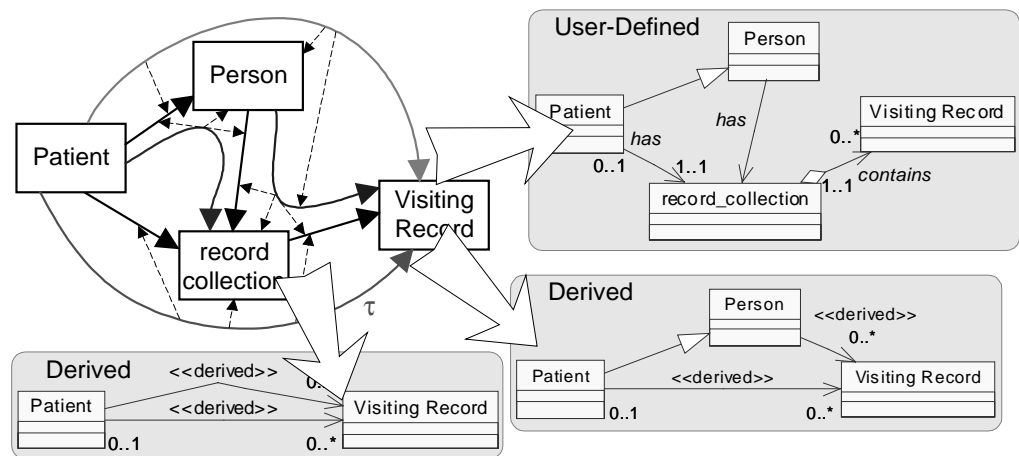 Person
Patient
record
collection
Visiting
Record
τ
User-Defined
Person
Patient
Visiting Record
has
has
0..*
0..1
1..1
1..1
contains
record_collection
Derived
Person
<<derived>>
0..*
Patient
<<derived>>
Visiting Record
0..1
0..*
Derived
<<derived>>
Patient
<<derived>>
Visiting Record
0..1
0..*